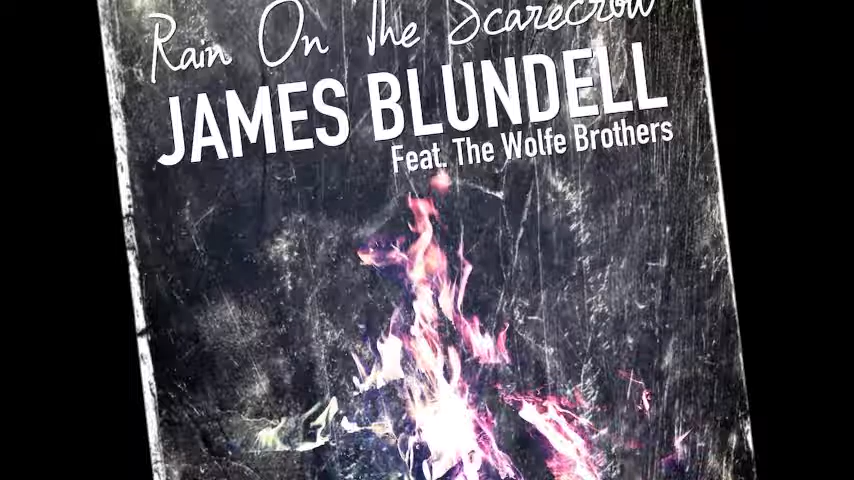 Rain On The Scarecrow
JAMES BLUNDELL
Feat. The Wolfe Brothers